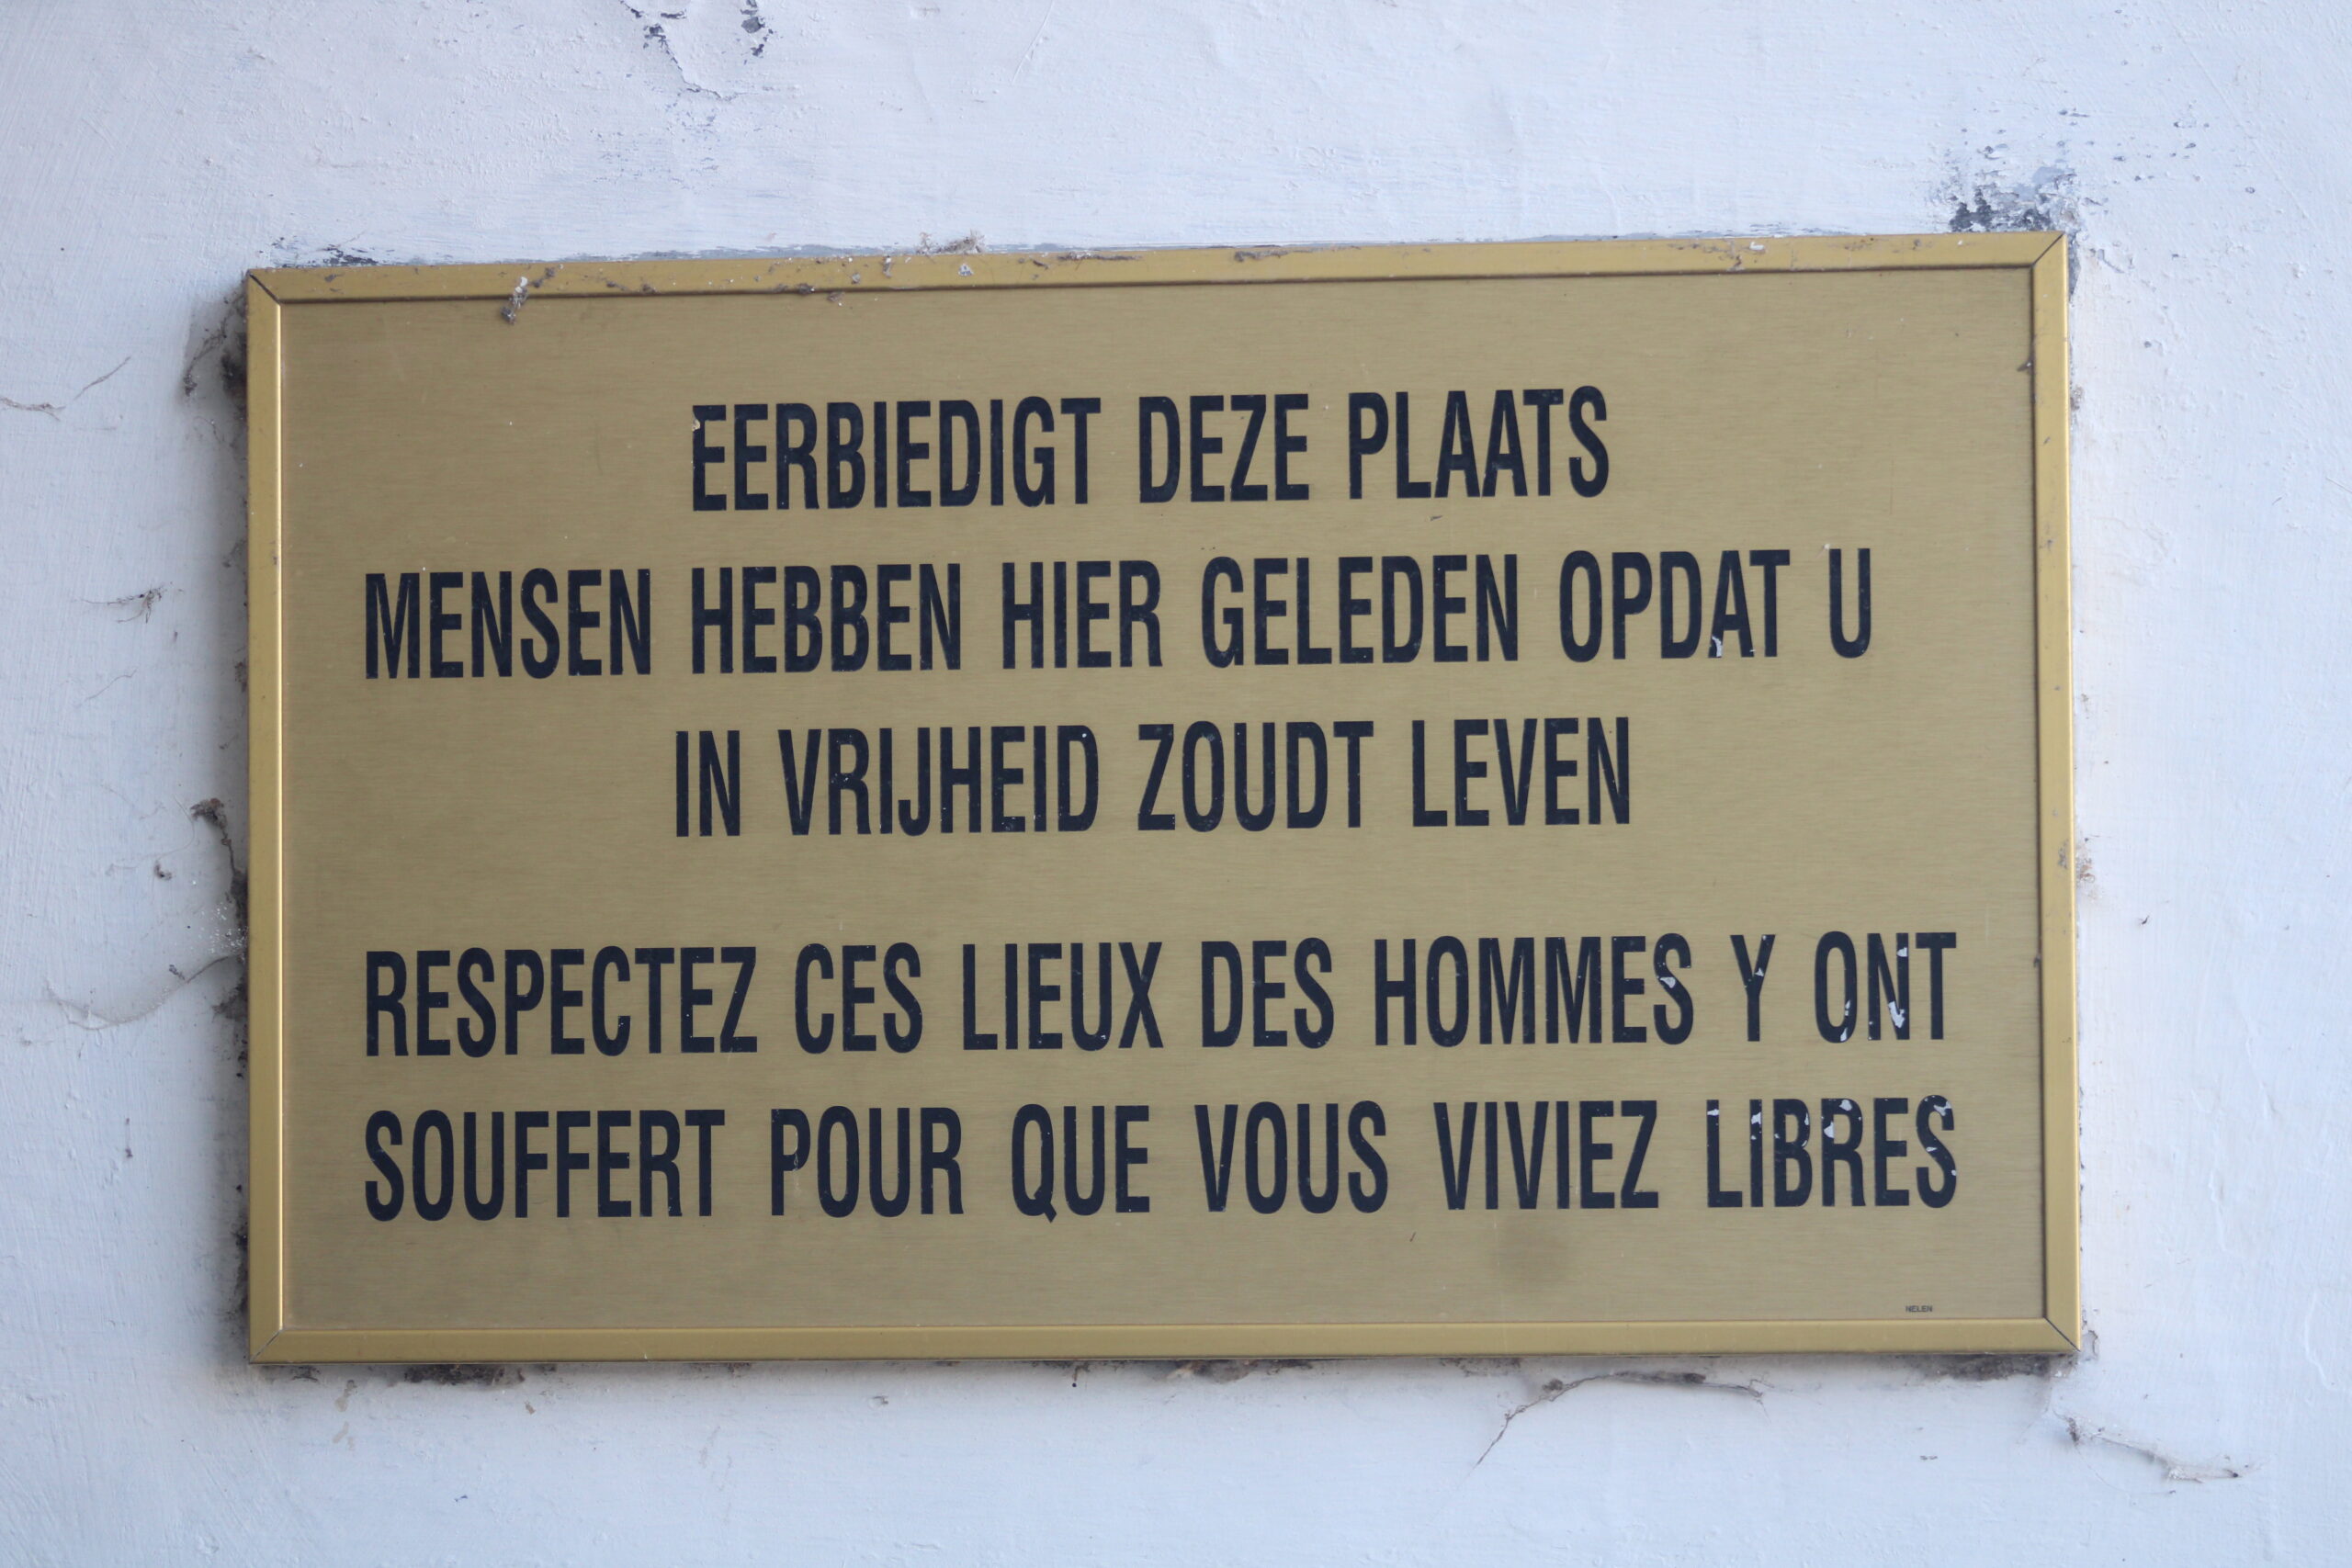 EERBIEDIGT DEZE PLAATS
MENSEN HEBBEN HIER GELEDEN OPDAT U
IN VRIJHEID ZOUDT LEVEN
RESPECTEZ CES LIEUX DES HOMMES Y ONT
SOUFFERT POUR QUE VOUS VIVIEZ LIBRES
NELEN